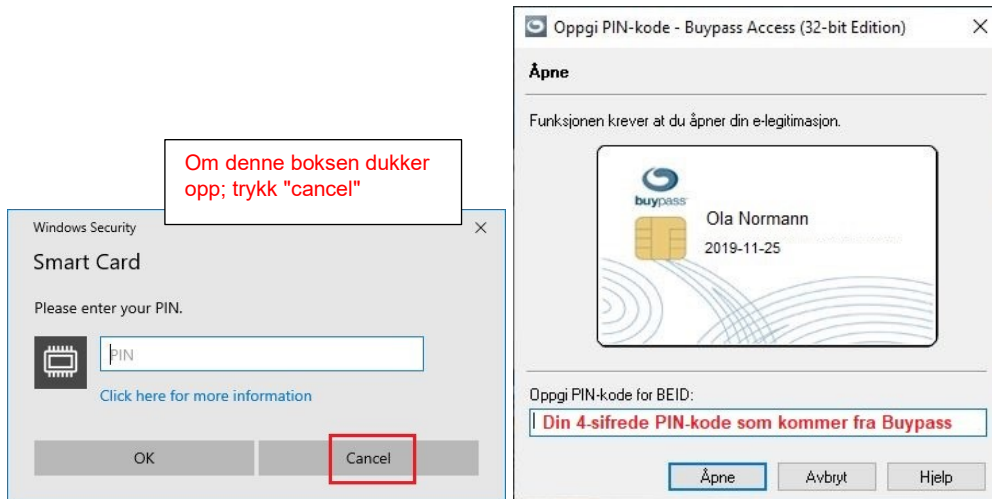 Om denne boksen dukker
opp; trykk "cancel"
Windows Security
Smart Card
Please enter your PIN.
PIN
Click here for more information
OK
Cancel
Oppgi PIN-kode - Buypass Access (32-bit Edition)
Åpne
Funksjonen krever at du åpner din e-legitimasjon.
buypass
Ola Normann
2019-11-25
Oppgi PIN-kode for BEID:
Din 4-sifrede PIN-kode som kommer fra Buypass
Åpne
Avbryt
Hjelp